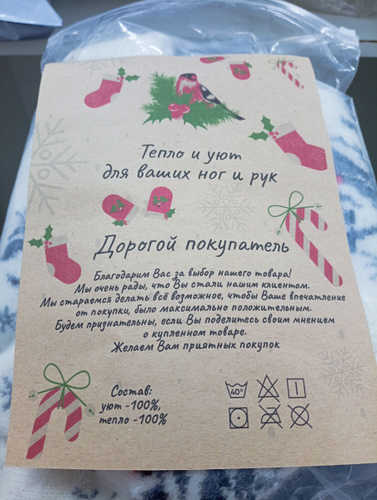 Тепло и уют
для ваших ног и рук
Дорогой покупатель
Благодарим Вас за выбор нашего товара!
Мы очень рады, что Вы стали нашим клиентом.
Мы стараемся делать всё возможное, чтобы Ваше впечатление
от покупки, было максимально положительным.
Будем признательны, если Вы поделитесь своим мнением
о купленном товаре.
Желаем Вам приятных покупок
Состав:
уют -100%,
тепло -100%
40°